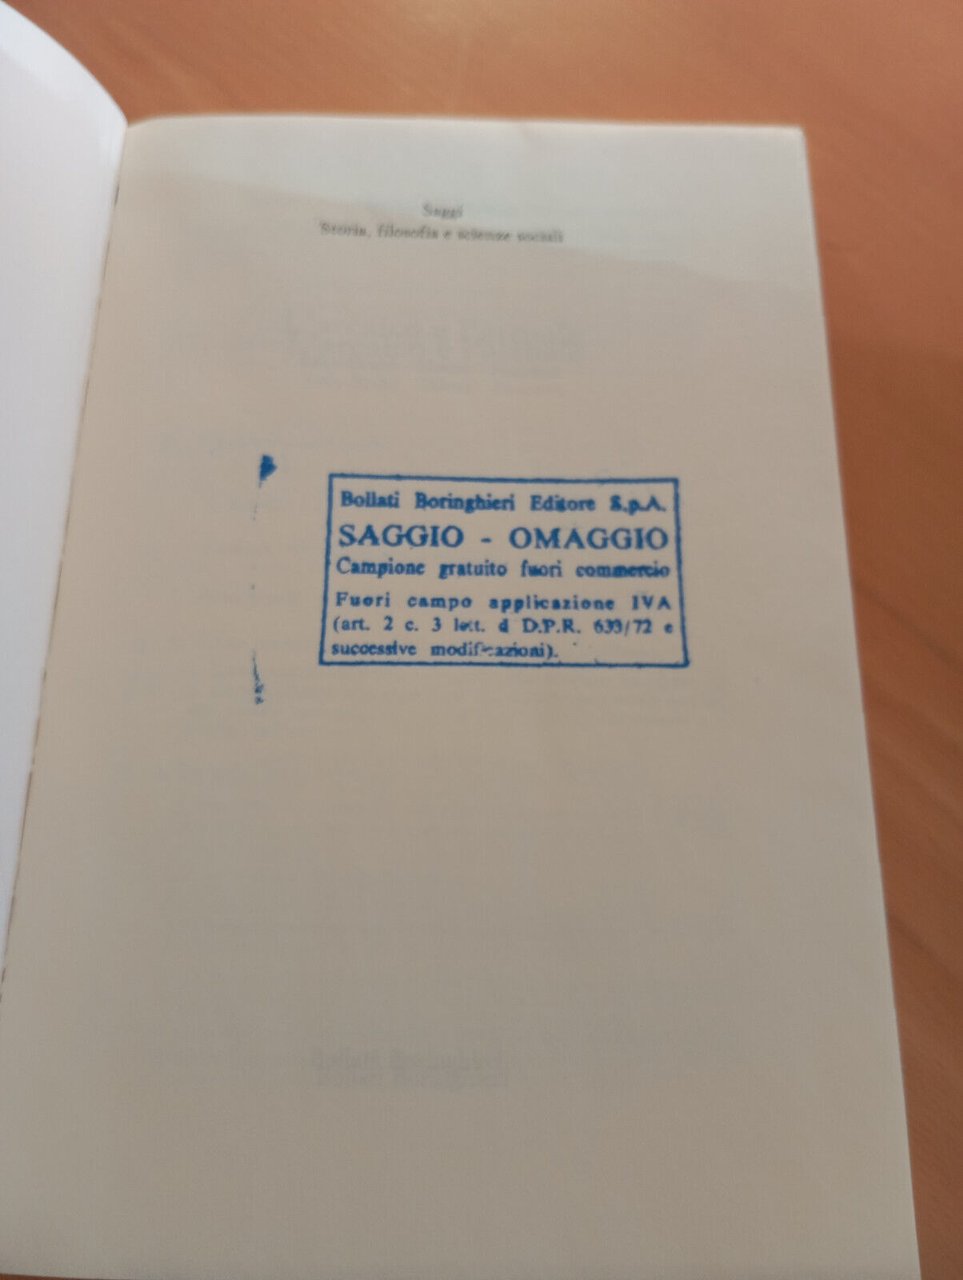 Saggi
Storia, filosofia e scienze sociali
Bollati Boringhieri Editore S.p.A.
SAGGIO - OMAGGIO
Campione gratuito fuori commercio
Fuori campo applicazione IVA
(art. 2 c. 3 lett. d D.P.R. 633/72 e
successive modificazioni).